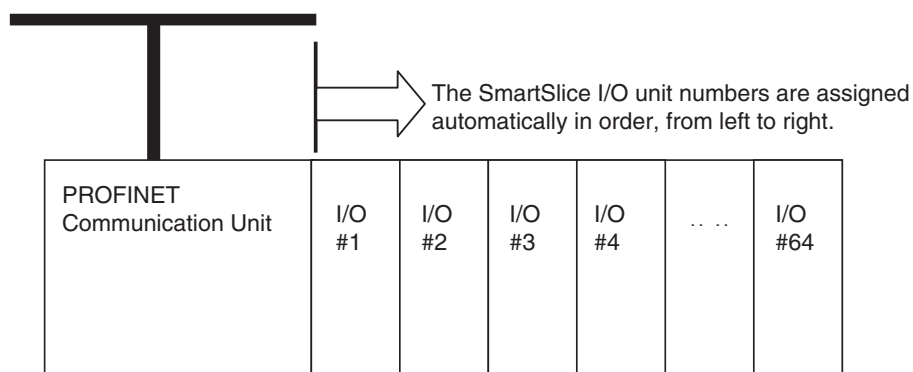 The SmartSlice I/O unit numbers are assigned
automatically in order, from left to right.
PROFINET
Communication Unit
I/O
#1
I/O
#2
I/O
#3
I/O
#4
.. ..
I/O
#64